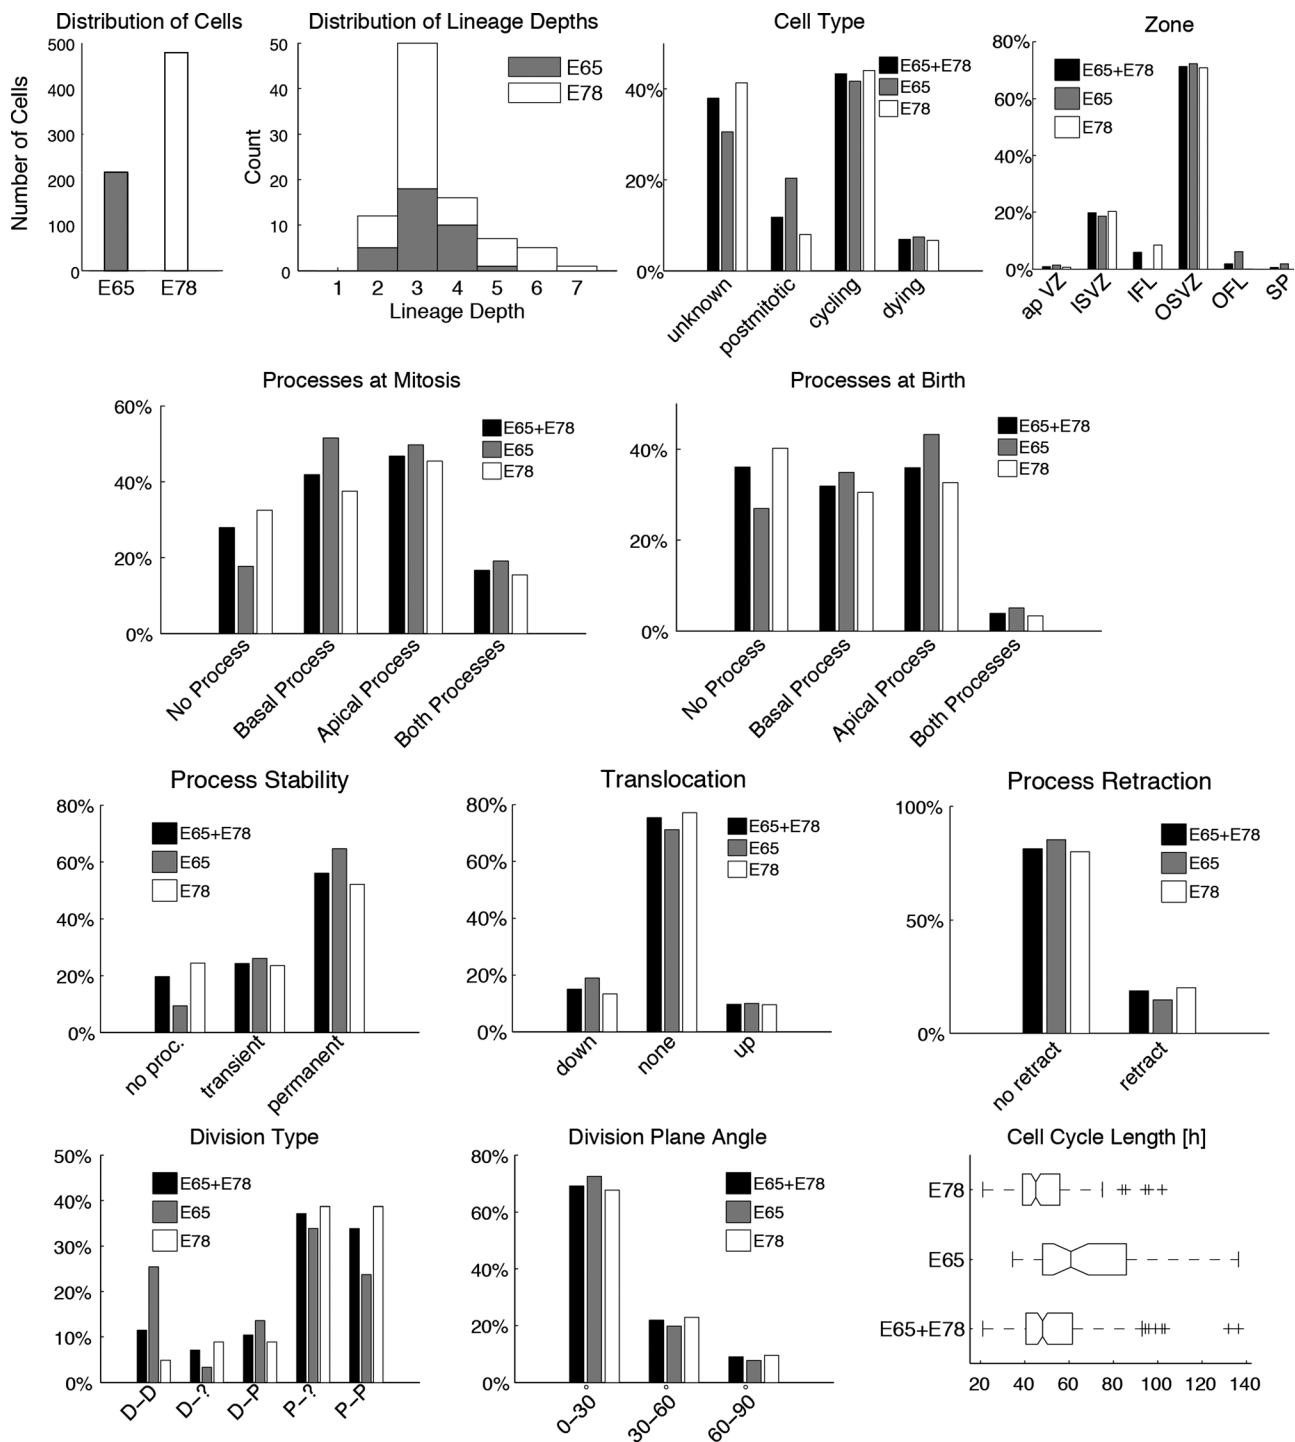 Distribution of Cells
Number of Cells
500
400
300
200
100
0
E65
E78
Distribution of Lineage Depths
Count
50
40
30
20
10
0
E65
E78
1 2 3 4 5 6 7
Lineage Depth
Cell Type
40%
20%
0%
E65+E78
E65
E78
unknown
postmitotic
cycling
dying
Zone
80%
60%
40%
20%
0%
E65+E78
E65
E78
ap VZ
ISVZ
IFL
OSVZ
OFL
SP
Processes at Mitosis
60%
40%
20%
0%
E65+E78
E65
E78
No Process
Basal Process
Apical Process
Both Processes
Processes at Birth
40%
20%
0%
E65+E78
E65
E78
No Process
Basal Process
Apical Process
Both Processes
Process Stability
80%
60%
40%
20%
0%
E65+E78
E65
E78
no proc.
transient
permanent
Translocation
80%
60%
40%
20%
0%
E65+E78
E65
E78
down
none
up
Process Retraction
100%
50%
0%
E65+E78
E65
E78
no retract
retract
Division Type
50%
40%
30%
20%
10%
0%
E65+E78
E65
E78
D–D
D–?
D–P
P–?
P–P
Division Plane Angle
80%
60%
40%
20%
0%
E65+E78
E65
E78
0–30°
30–60°
60–90°
Cell Cycle Length [h]
E78
E65
E65+E78
20 40 60 80 100 120 140